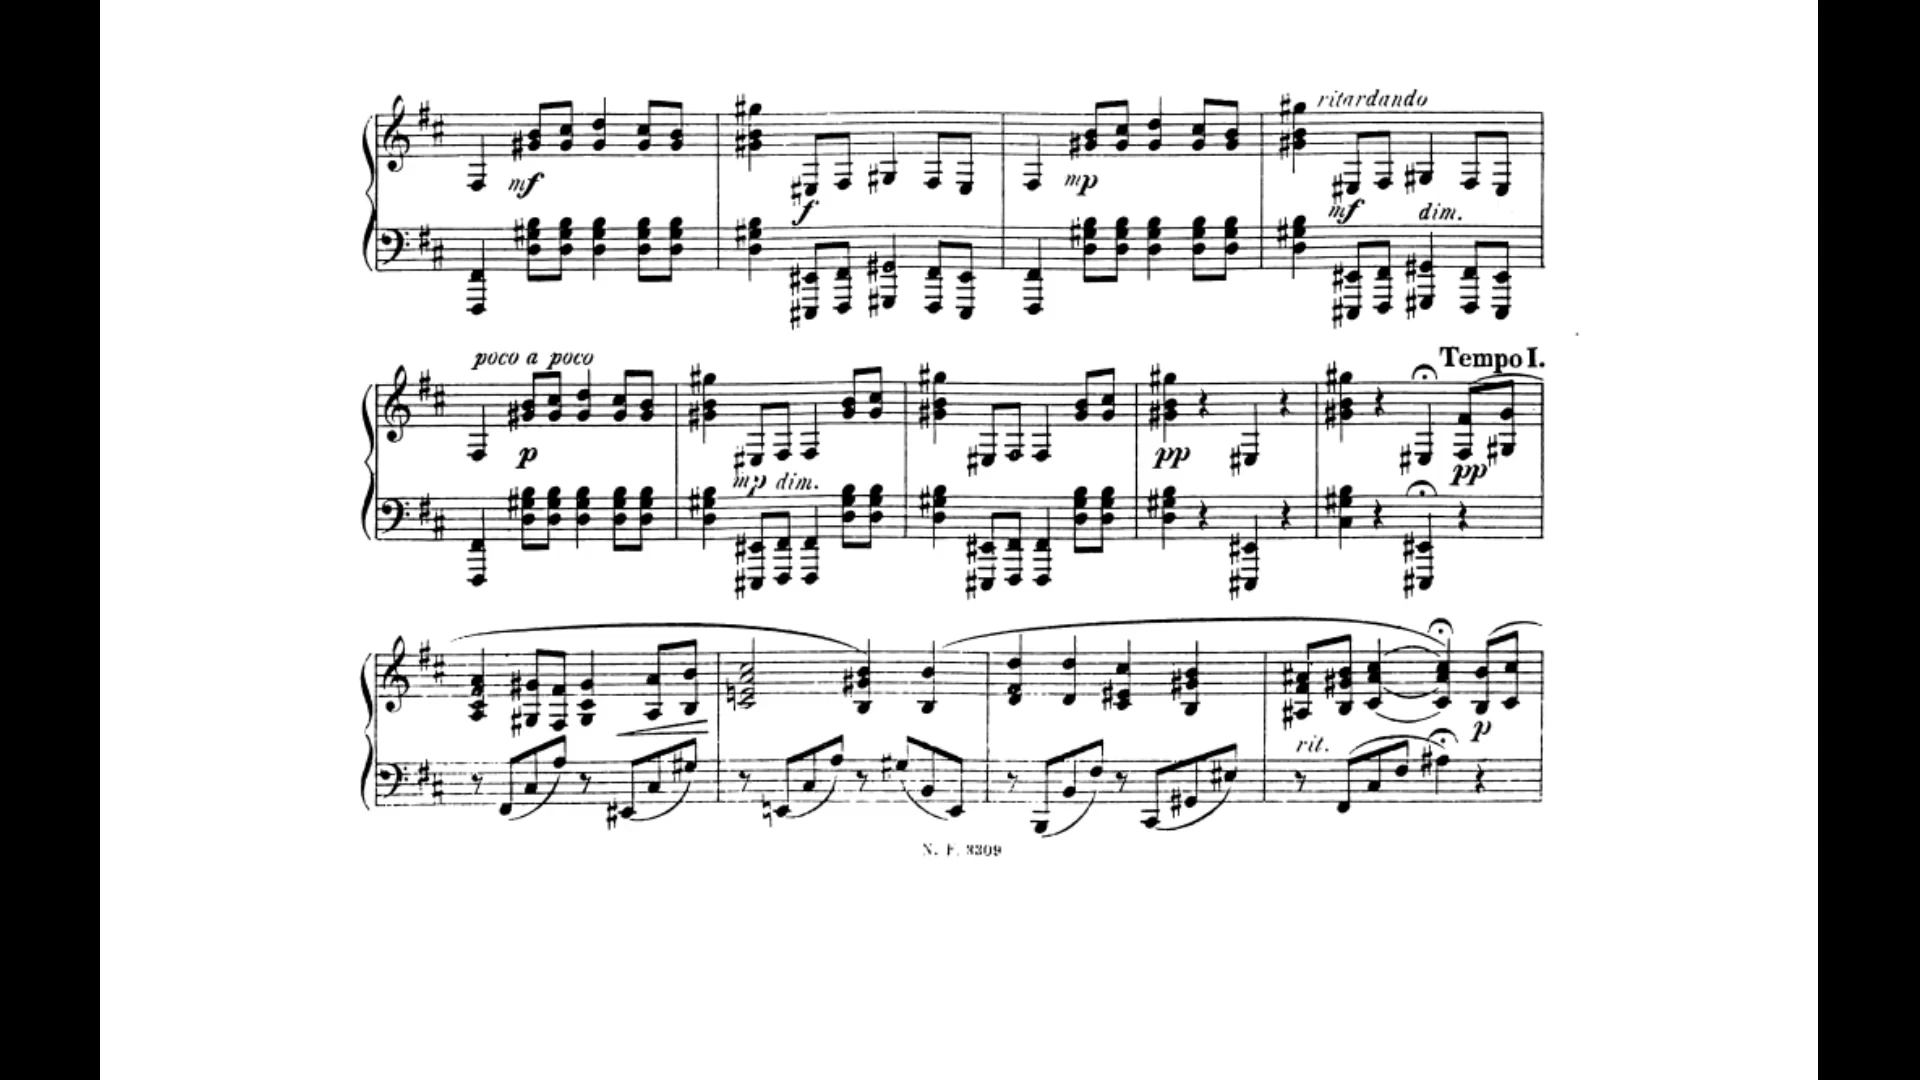 ritardando
mf
f
mp
mf dim.
poco a poco
Tempo I.
p
pp
pp
mp dim.
p
rit.
N. F. 3309